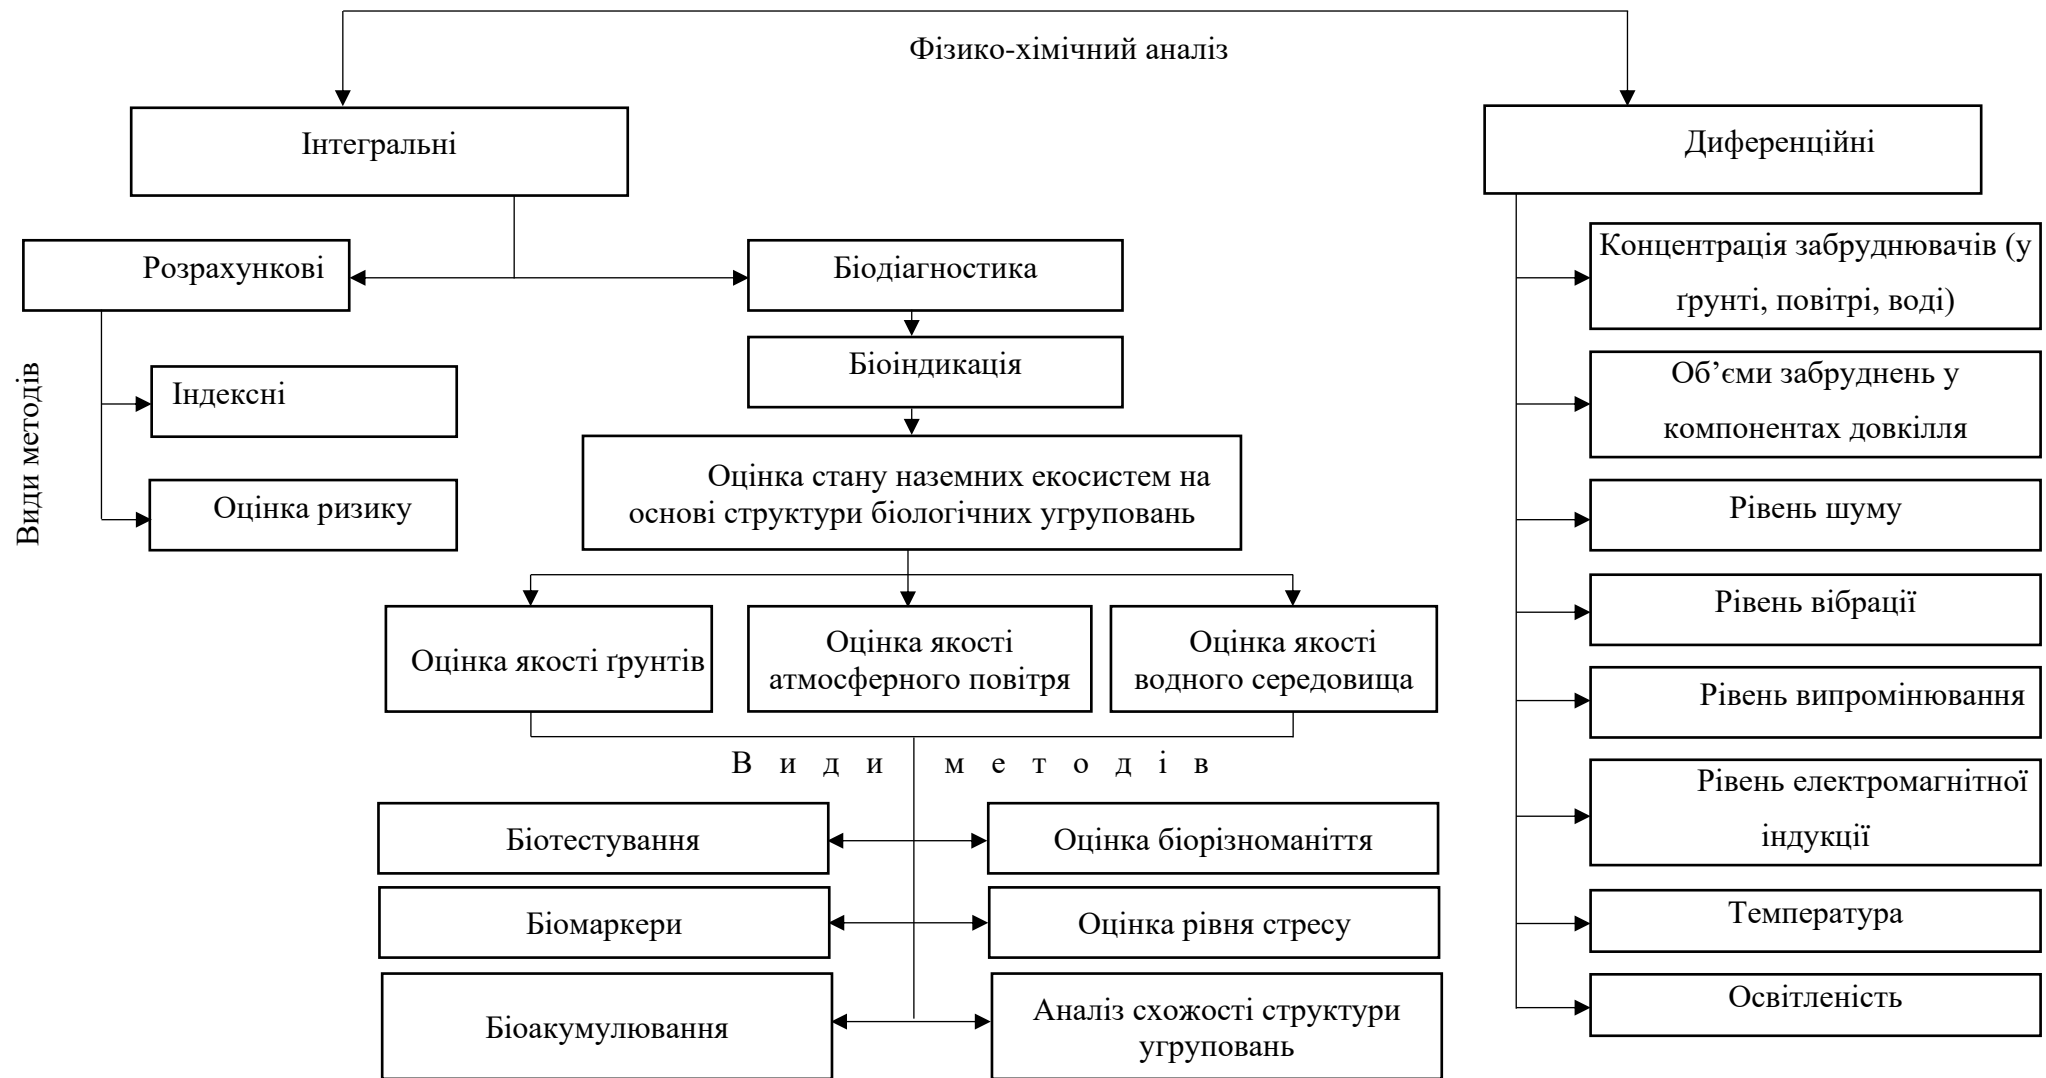 Фізико-хімічний аналіз
Інтегральні
Диференційні
Розрахункові
Біодіагностика
Біоіндикація
Види методів
Індексні
Оцінка ризику
Оцінка стану наземних екосистем на
основі структури біологічних угруповань
Оцінка якості ґрунтів
Оцінка якості
атмосферного повітря
Оцінка якості
водного середовища
Види методів
Біотестування
Оцінка біорізноманіття
Біомаркери
Оцінка рівня стресу
Біоакумулювання
Аналіз схожості структури
угруповань
Концентрація забруднювачів (у
ґрунті, повітрі, воді)
Об’єми забруднень у
компонентах довкілля
Рівень шуму
Рівень вібрації
Рівень випромінювання
Рівень електромагнітної
індукції
Температура
Освітленість